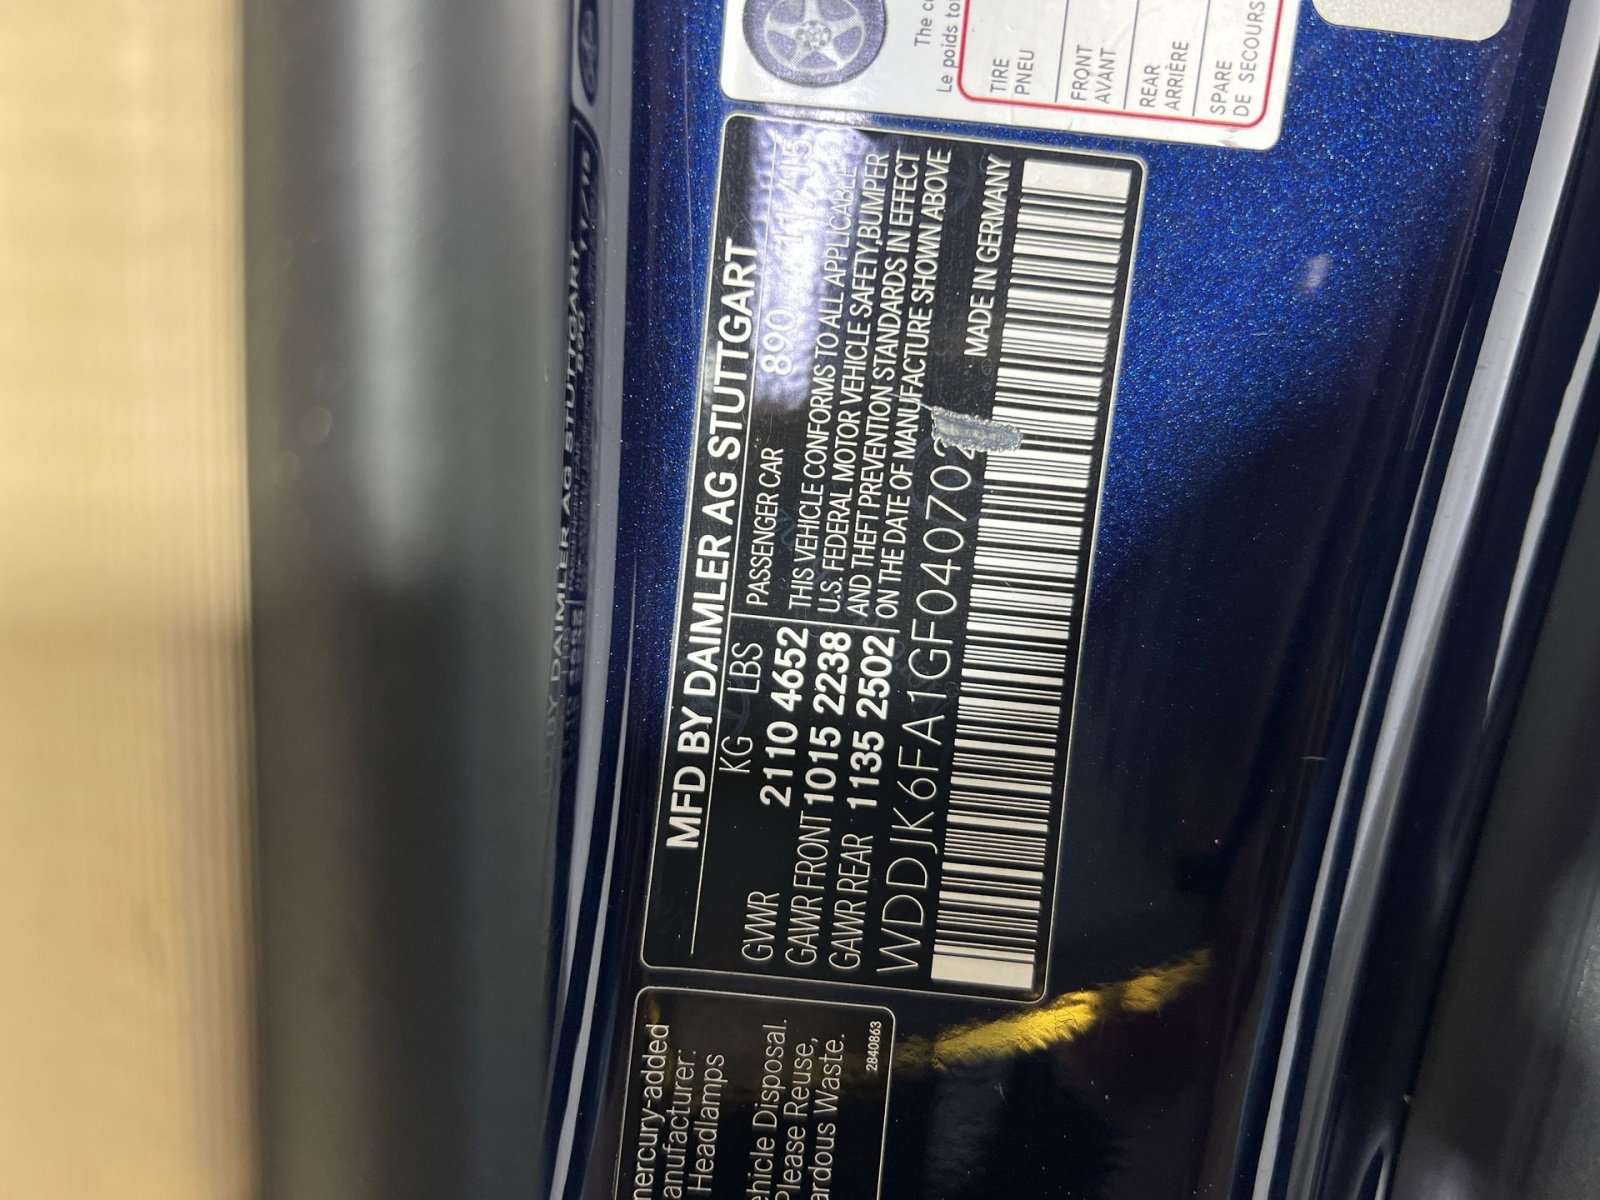 MFD BY DAIMLER AG STUTTGART
KG LBS PASSENGER CAR 890 11/15
GVWR 2110 4652 THIS VEHICLE CONFORMS TO ALL APPLICABLE
GAWR FRONT 1015 2238 U.S. FEDERAL MOTOR VEHICLE SAFETY,BUMPER
GAWR REAR 1135 2502 AND THEFT PREVENTION STANDARDS IN EFFECT
ON THE DATE OF MANUFACTURE SHOWN ABOVE
WDDJK6FA1GF040702 MADE IN GERMANY
Le poids
TIRE
PNEU
FRONT
AVANT
REAR
ARRIÈRE
SPARE
DE SECOURS
mercury-added
anufacturer:
Headlamps
ehicle Disposal.
Please Reuse,
ardous Waste.
2840863